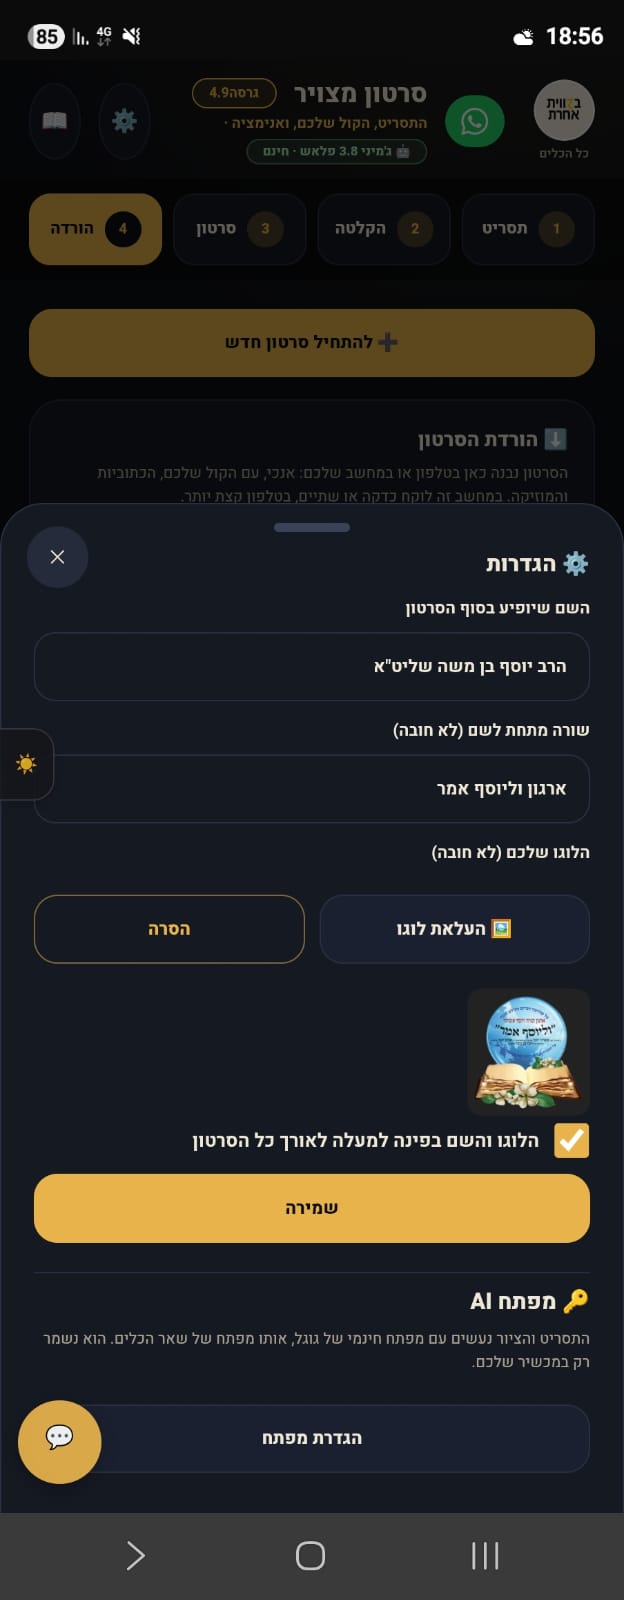 18:56
4G
85
בזווית
אחרת
כל הכלים
סרטון מצויר
גרסה4.9
התסריט, הקול שלכם, ואנימציה ·
🤖 ג'מיני 3.8 פלאש · חינם
1 תסריט
2 הקלטה
3 סרטון
4 הורדה
➕ להתחיל סרטון חדש
⬇️ הורדת הסרטון
הסרטון נבנה כאן בטלפון או במחשב שלכם: אנכי, עם הקול שלכם, הכתוביות
והמוזיקה. במחשב זה לוקח כדקה או שתיים, בטלפון קצת יותר.
⚙️ הגדרות
השם שיופיע בסוף הסרטון
הרב יוסף בן משה שליט"א
שורה מתחת לשם (לא חובה)
ארגון וליוסף אמר
הלוגו שלכם (לא חובה)
🖼️ העלאת לוגו
הסרה
"וליוסף אמר"
הלוגו והשם בפינה למעלה לאורך כל הסרטון
שמירה
🔑 מפתח AI
התסריט והציור נעשים עם מפתח חינמי של גוגל, אותו מפתח של שאר הכלים. הוא נשמר
רק במכשיר שלכם.
הגדרת מפתח